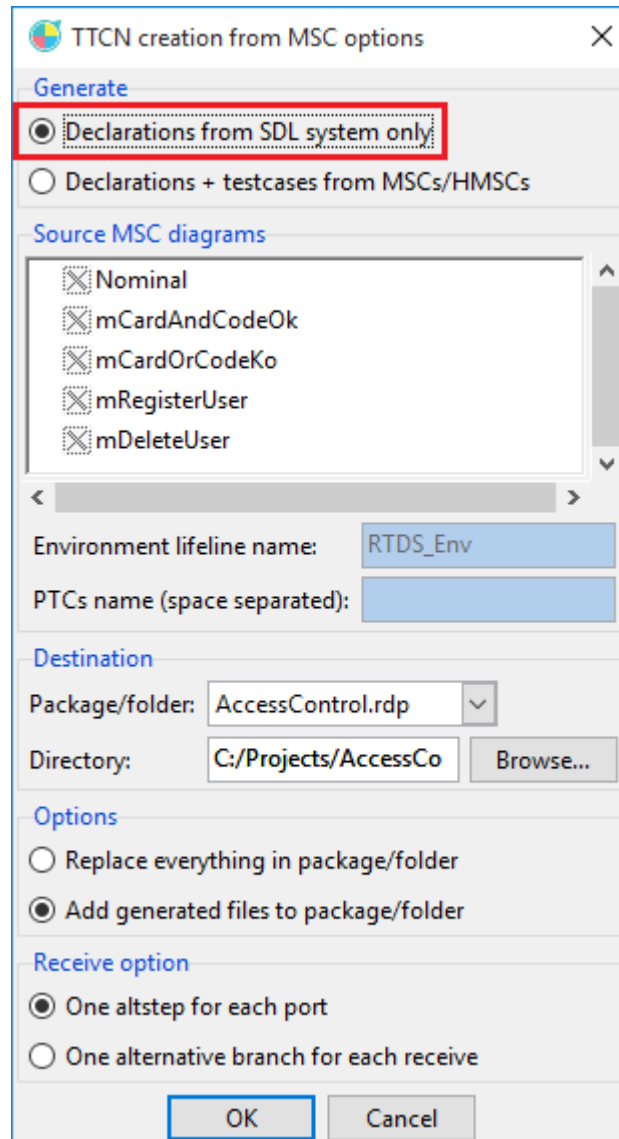 TTCN creation from MSC options
Generate
Declarations from SDL system only
Declarations + testcases from MSCs/HMSCs
Source MSC diagrams
Nominal
mCardAndCodeOk
mCardOrCodeKo
mRegisterUser
mDeleteUser
Environment lifeline name: RTDS_Env
PTCs name (space separated):
Destination
Package/folder: AccessControl.rdp
Directory: C:/Projects/AccessCo Browse...
Options
Replace everything in package/folder
Add generated files to package/folder
Receive option
One altstep for each port
One alternative branch for each receive
OK Cancel